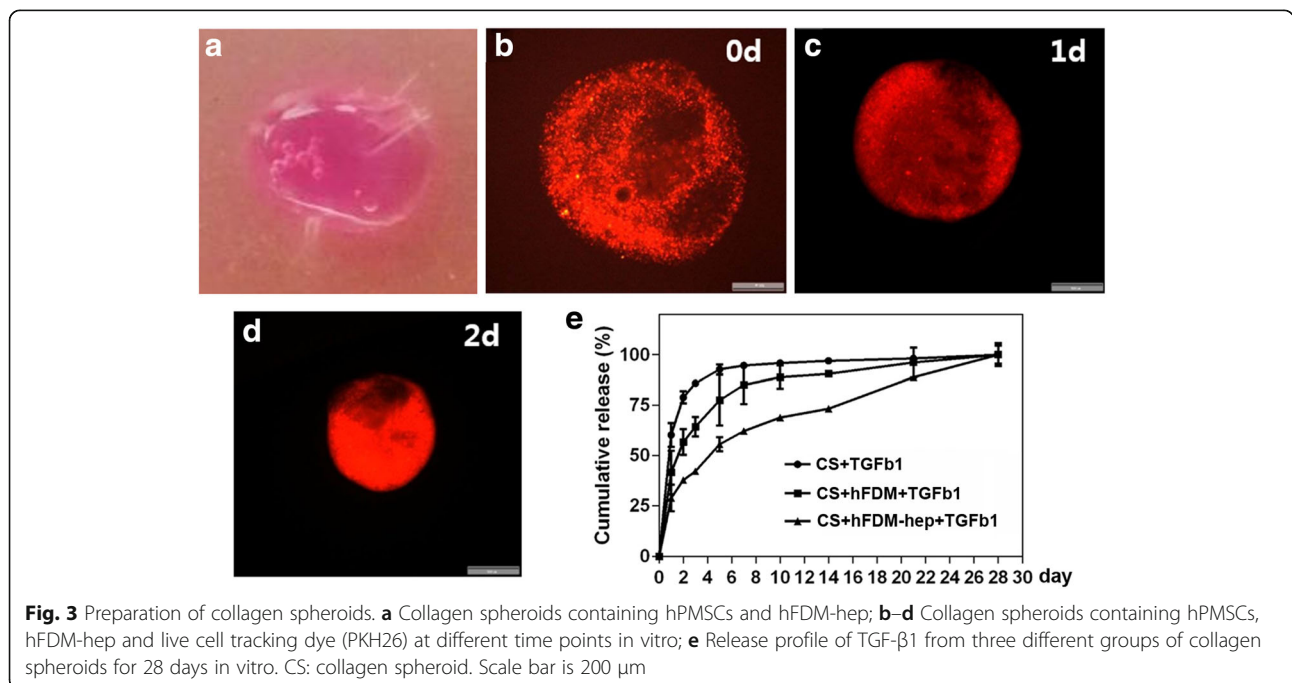 a
b
0d
c
1d
d
2d
e
Cumulative release (%)
100
75
50
25
0
CS+TGFb1
CS+hFDM+TGFb1
CS+hFDM-hep+TGFb1
0 2 4 6 8 10 12 14 16 18 20 22 24 26 28 30 day
Fig. 3 Preparation of collagen spheroids. a Collagen spheroids containing hPMSCs and hFDM-hep; b–d Collagen spheroids containing hPMSCs,
hFDM-hep and live cell tracking dye (PKH26) at different time points in vitro; e Release profile of TGF-β1 from three different groups of collagen
spheroids for 28 days in vitro. CS: collagen spheroid. Scale bar is 200 μm